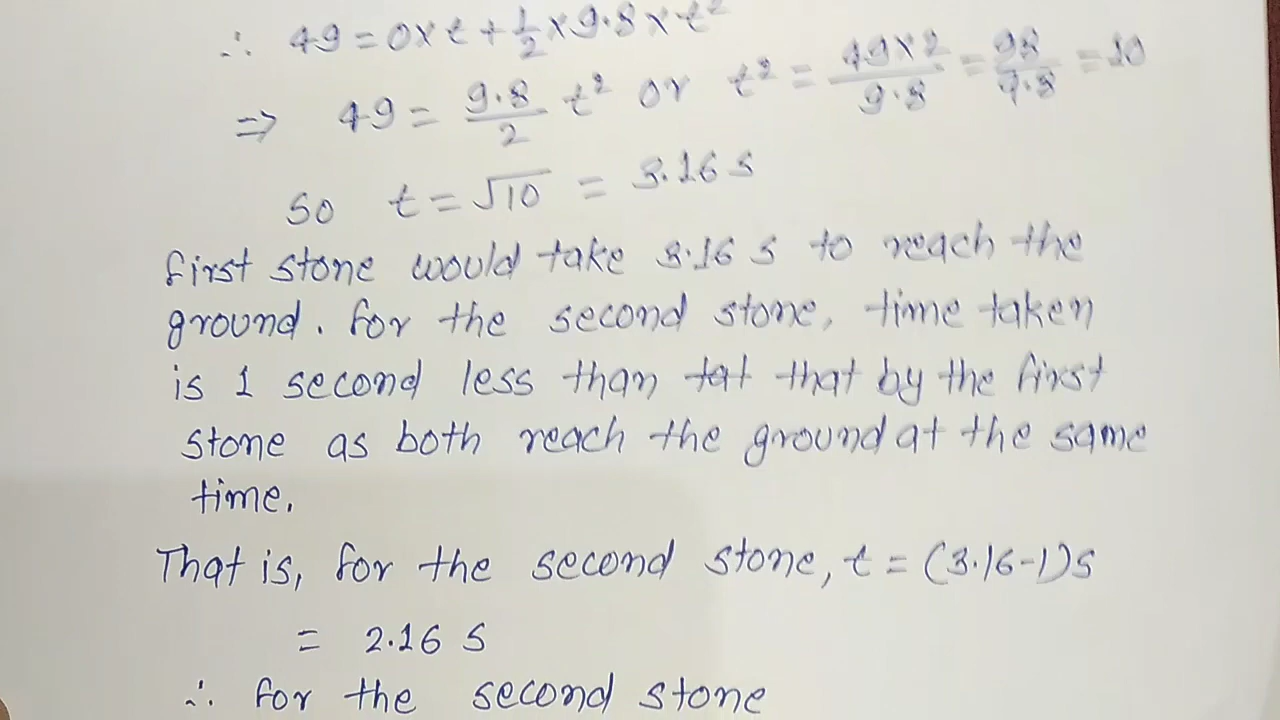 ∴ 49 = 0×t + 1/2 × 9.8 × t²
⇒ 49 = 9.8/2 t² or t² = 49×2/9.8 = 98/9.8 = 10
So t = √10 = 3.16 s
first stone would take 3.16 s to reach the
ground. for the second stone, time taken
is 1 second less than tat that by the first
stone as both reach the ground at the same
time.
That is, for the second stone, t = (3.16-1)s
= 2.16 s
∴ for the second stone